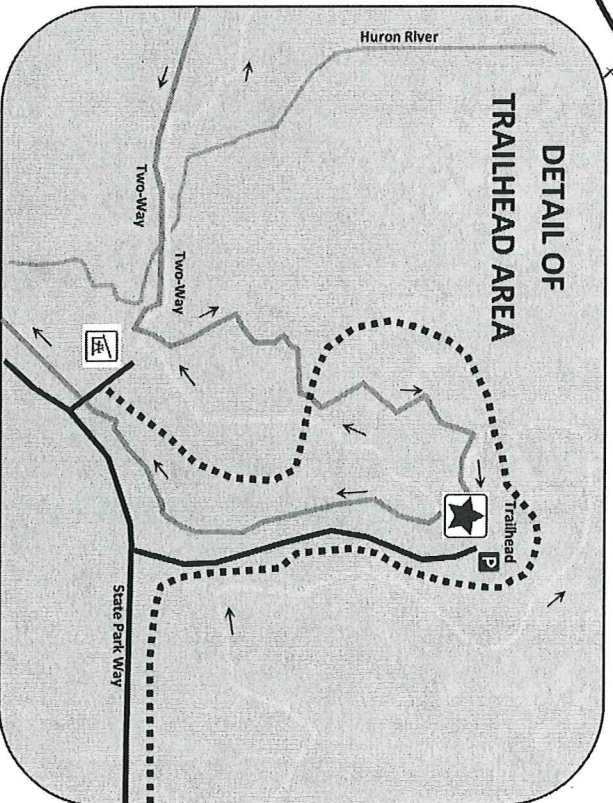 DETAIL OF
TRAILHEAD AREA
Huron River
Two-Way
Two-Way
Trailhead
P
State Park Way